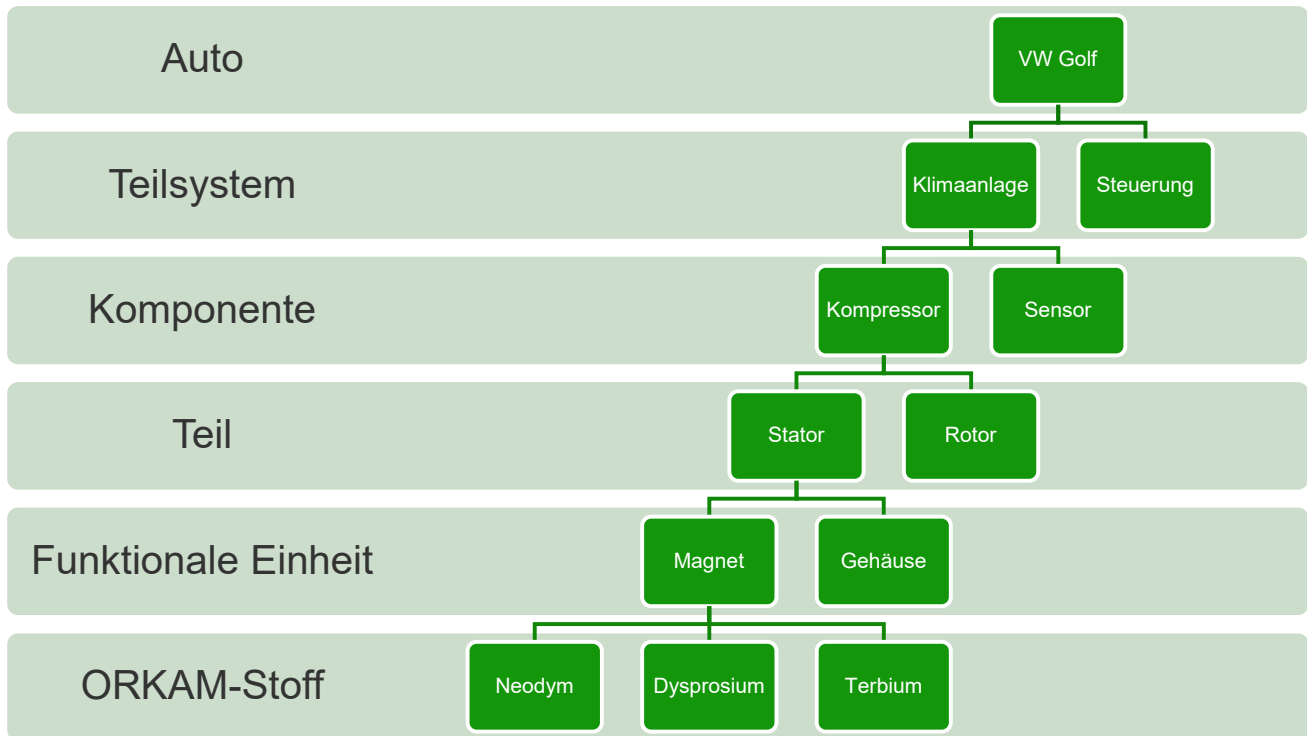 Auto
VW Golf
Teilsystem
Klimaanlage
Steuerung
Komponente
Kompressor
Sensor
Teil
Stator
Rotor
Funktionale Einheit
Magnet
Gehäuse
ORKAM-Stoff
Neodym
Dysprosium
Terbium